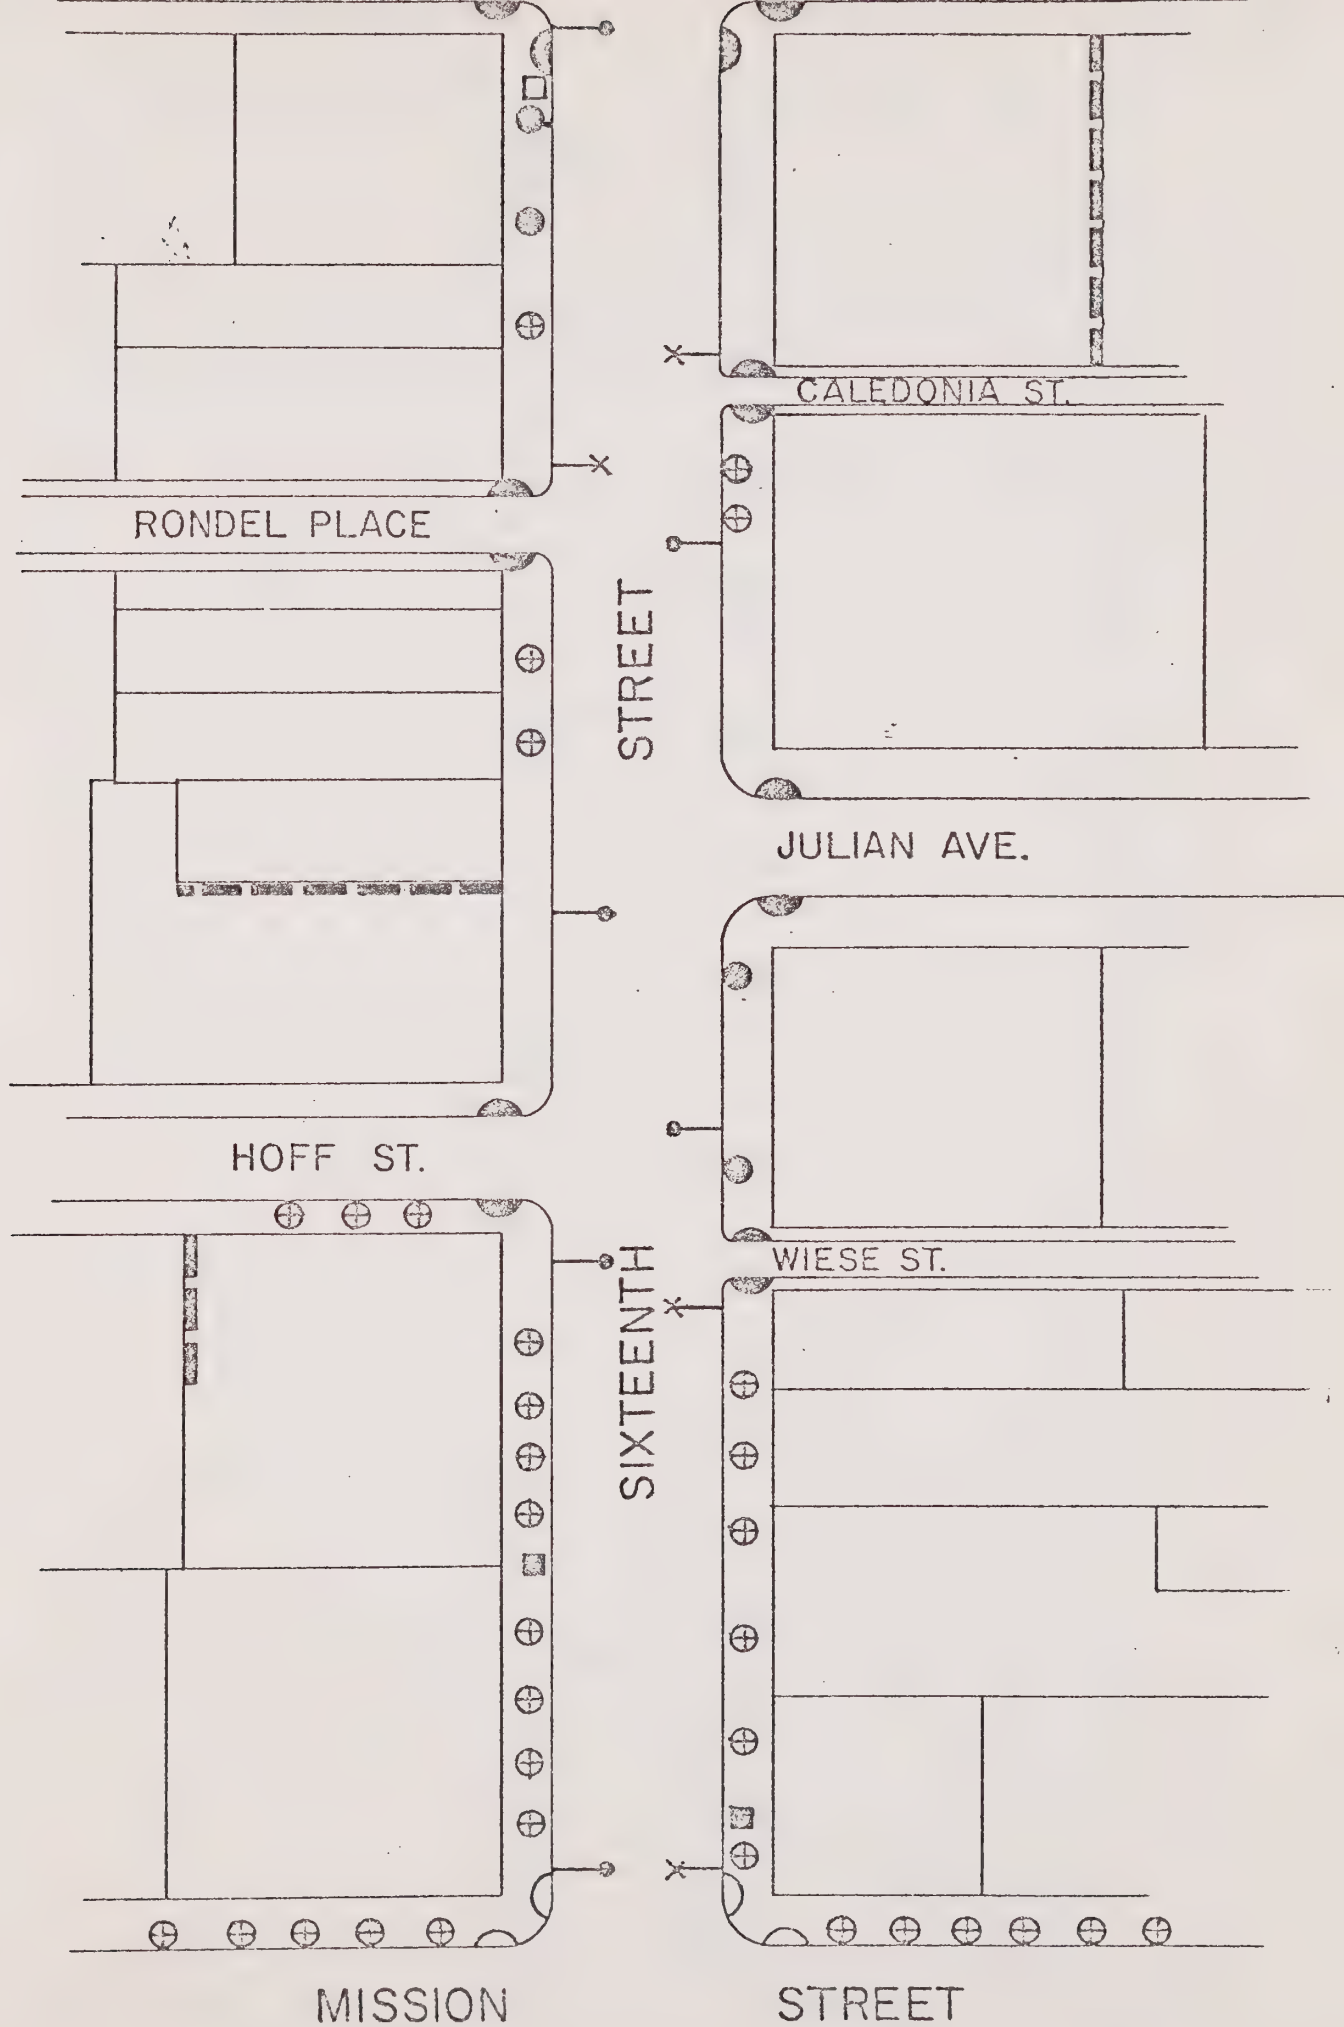 CALEDONIA ST.
RONDEL PLACE
SIXTEENTH STREET
JULIAN AVE.
HOFF ST.
WIESE ST.
MISSION STREET